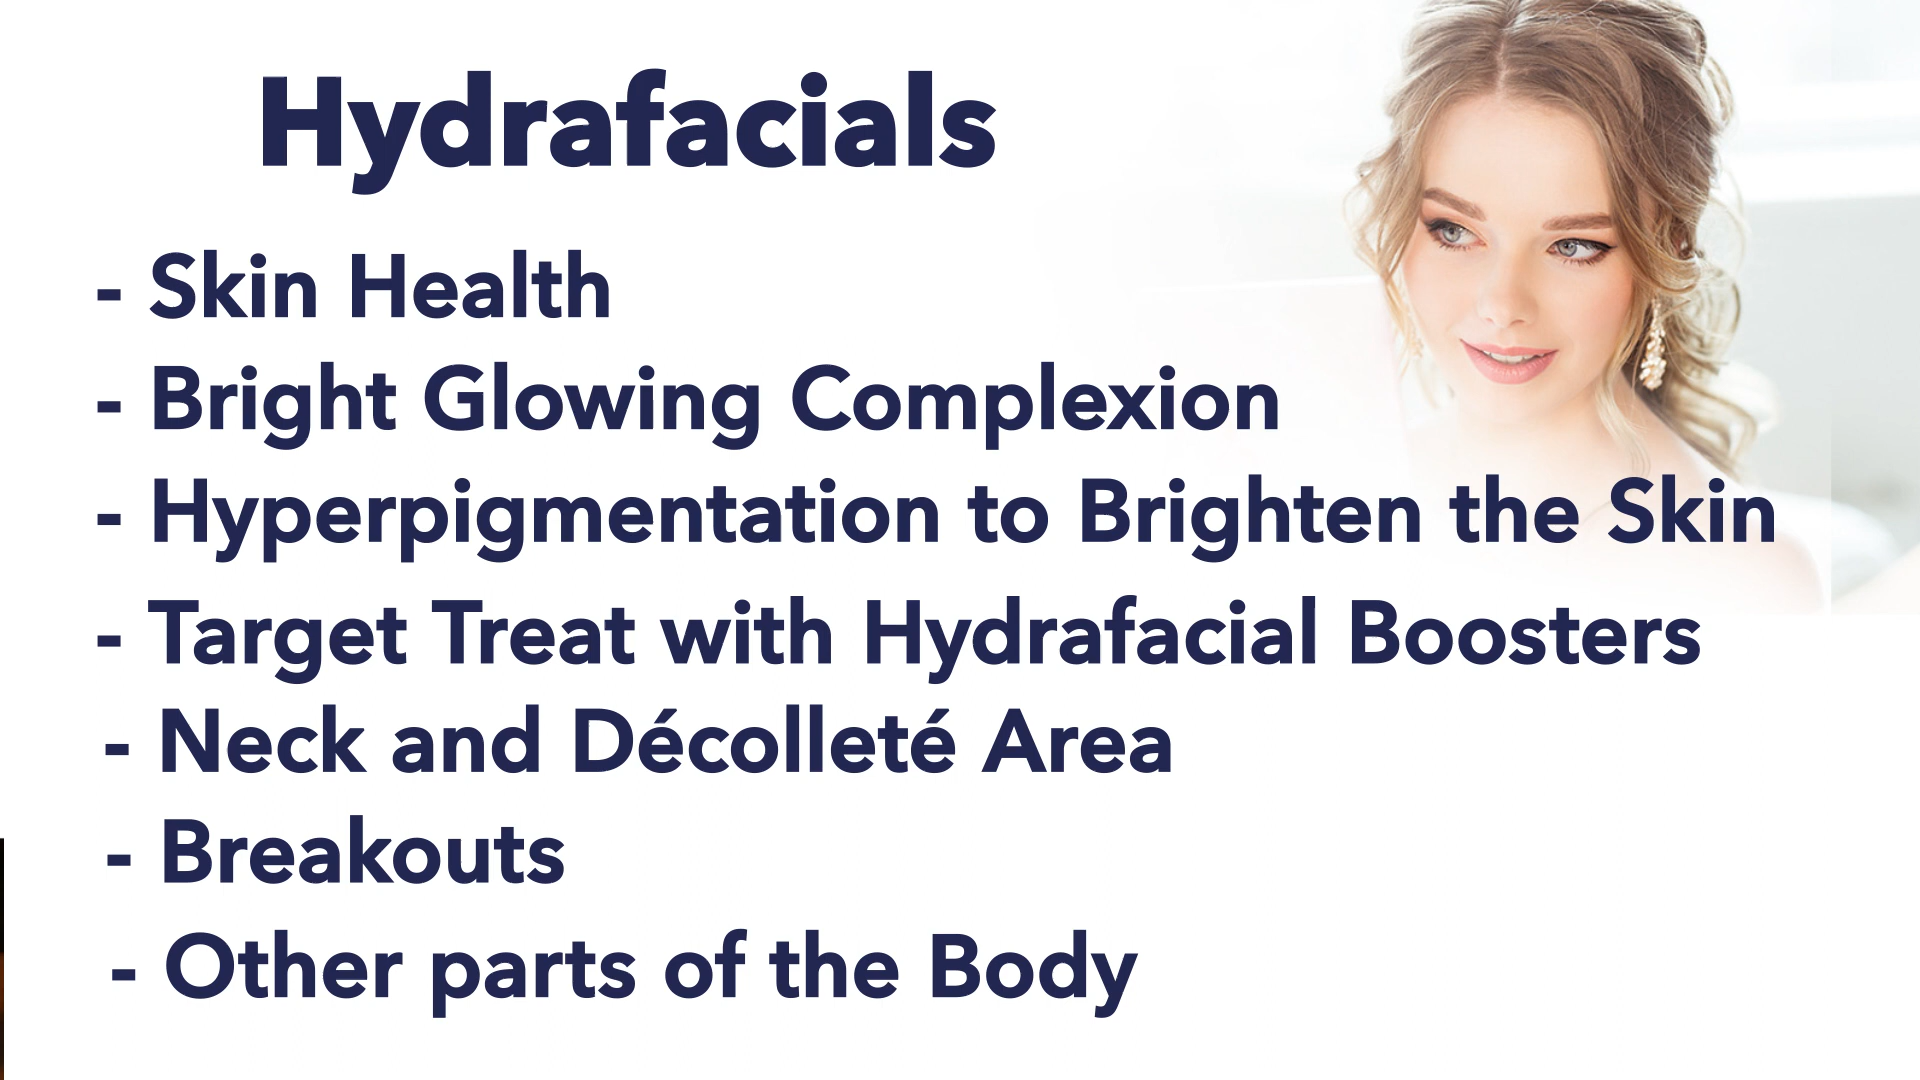 Hydrafacials
- Skin Health
- Bright Glowing Complexion
- Hyperpigmentation to Brighten the Skin
- Target Treat with Hydrafacial Boosters
- Neck and Décolleté Area
- Breakouts
- Other parts of the Body